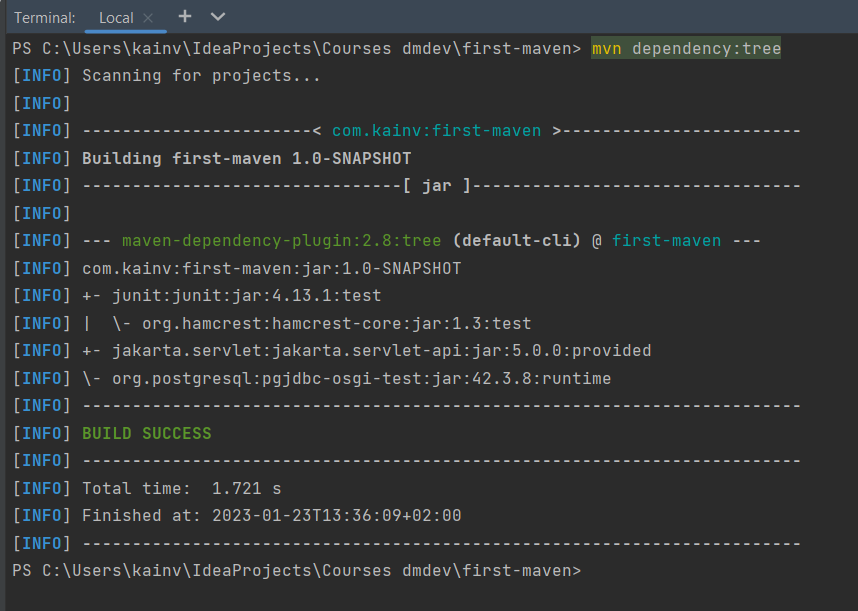 Terminal: Local × + ⌄
PS C:\Users\kainv\IdeaProjects\Courses dmdev\first-maven> mvn dependency:tree
[INFO] Scanning for projects...
[INFO]
[INFO] -----------------------< com.kainv:first-maven >------------------------
[INFO] Building first-maven 1.0-SNAPSHOT
[INFO] --------------------------------[ jar ]---------------------------------
[INFO]
[INFO] --- maven-dependency-plugin:2.8:tree (default-cli) @ first-maven ---
[INFO] com.kainv:first-maven:jar:1.0-SNAPSHOT
[INFO] +- junit:junit:jar:4.13.1:test
[INFO] |  \- org.hamcrest:hamcrest-core:jar:1.3:test
[INFO] +- jakarta.servlet:jakarta.servlet-api:jar:5.0.0:provided
[INFO] \- org.postgresql:pgjdbc-osgi-test:jar:42.3.8:runtime
[INFO] ------------------------------------------------------------------------
[INFO] BUILD SUCCESS
[INFO] ------------------------------------------------------------------------
[INFO] Total time:  1.721 s
[INFO] Finished at: 2023-01-23T13:36:09+02:00
[INFO] ------------------------------------------------------------------------
PS C:\Users\kainv\IdeaProjects\Courses dmdev\first-maven>